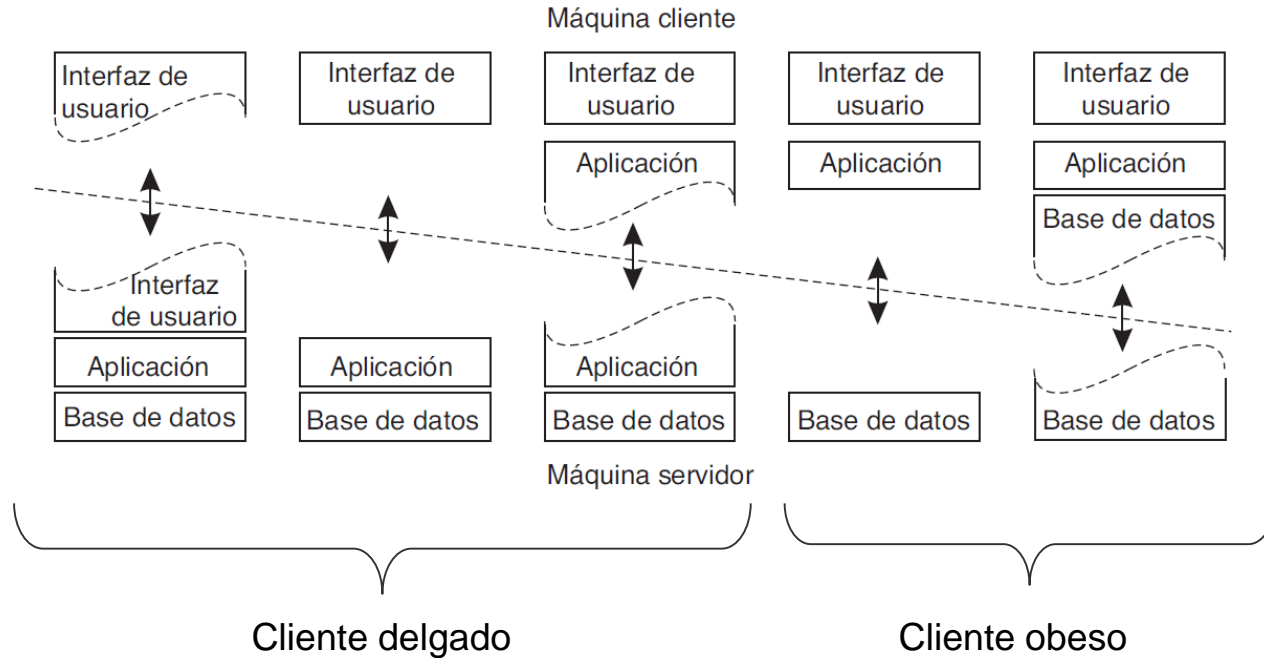 Máquina cliente
Interfaz de
usuario
Interfaz de
usuario
Interfaz de
usuario
Interfaz de
usuario
Interfaz de
usuario
Aplicación
Aplicación
Aplicación
Base de datos
Interfaz
de usuario
Aplicación
Aplicación
Aplicación
Base de datos
Base de datos
Base de datos
Base de datos
Base de datos
Máquina servidor
Cliente delgado
Cliente obeso